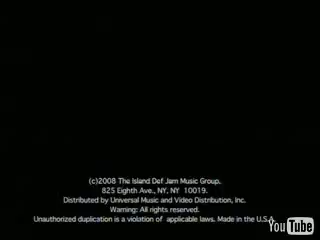 (c)2008 The Island Def Jam Music Group,
825 Eighth Ave., NY, NY 10019.
Distributed by Universal Music and Video Distribution, Inc.
Warning: All rights reserved.
Unauthorized duplication is a violation of applicable laws. Made in the U.S.A.
YouTube